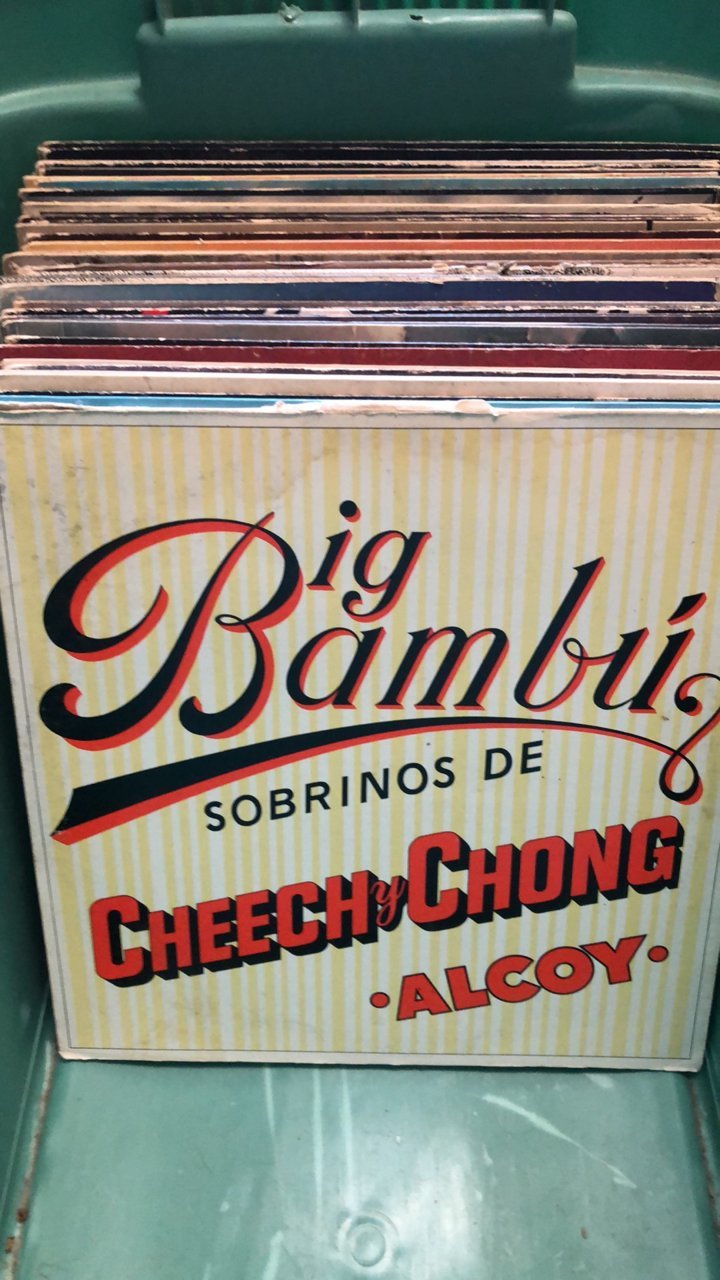 Big
Bambú
SOBRINOS DE
CHEECH y CHONG
·ALCOY·